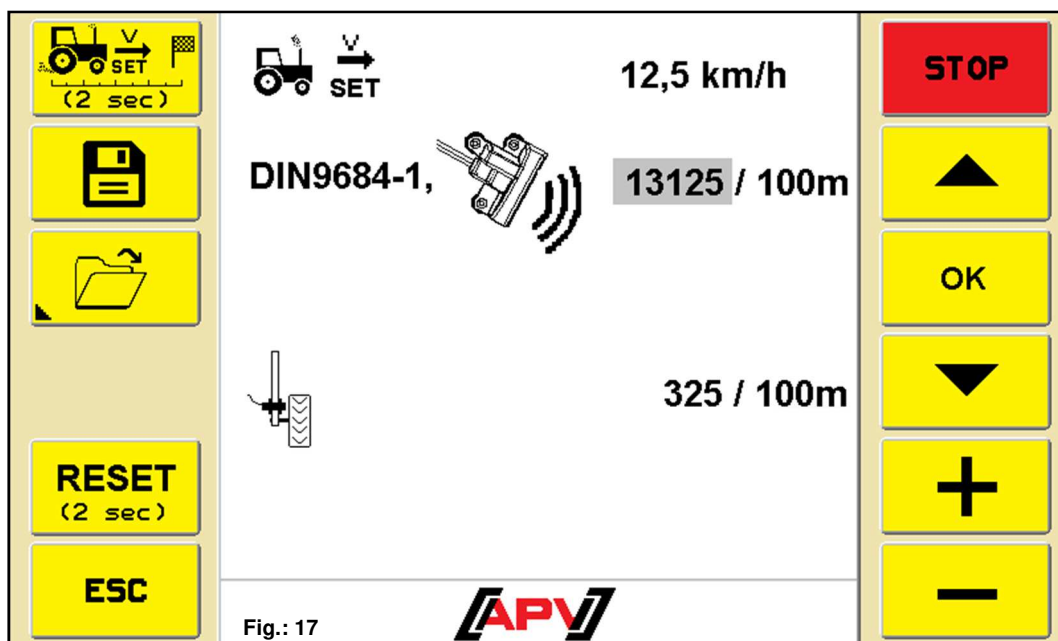 V
SET
(2 sec)
RESET
(2 sec)
ESC
V
SET
12,5 km/h
DIN9684-1,
13125 / 100m
325 / 100m
Fig.: 17
[APV]
STOP
OK
+
−